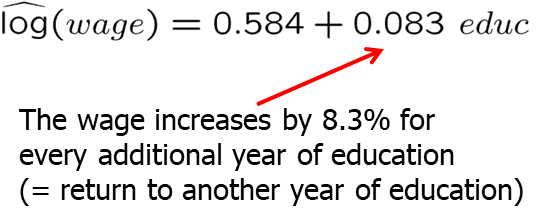 \widehat{log}(wage) = 0.584 + 0.083 educ
The wage increases by 8.3% for
every additional year of education
(= return to another year of education)